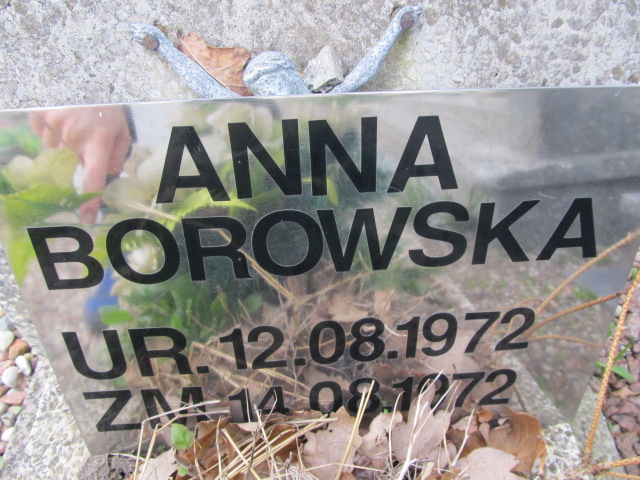 ANNA
BOROWSKA
UR. 12.08.1972
ZM. 14.08.1972